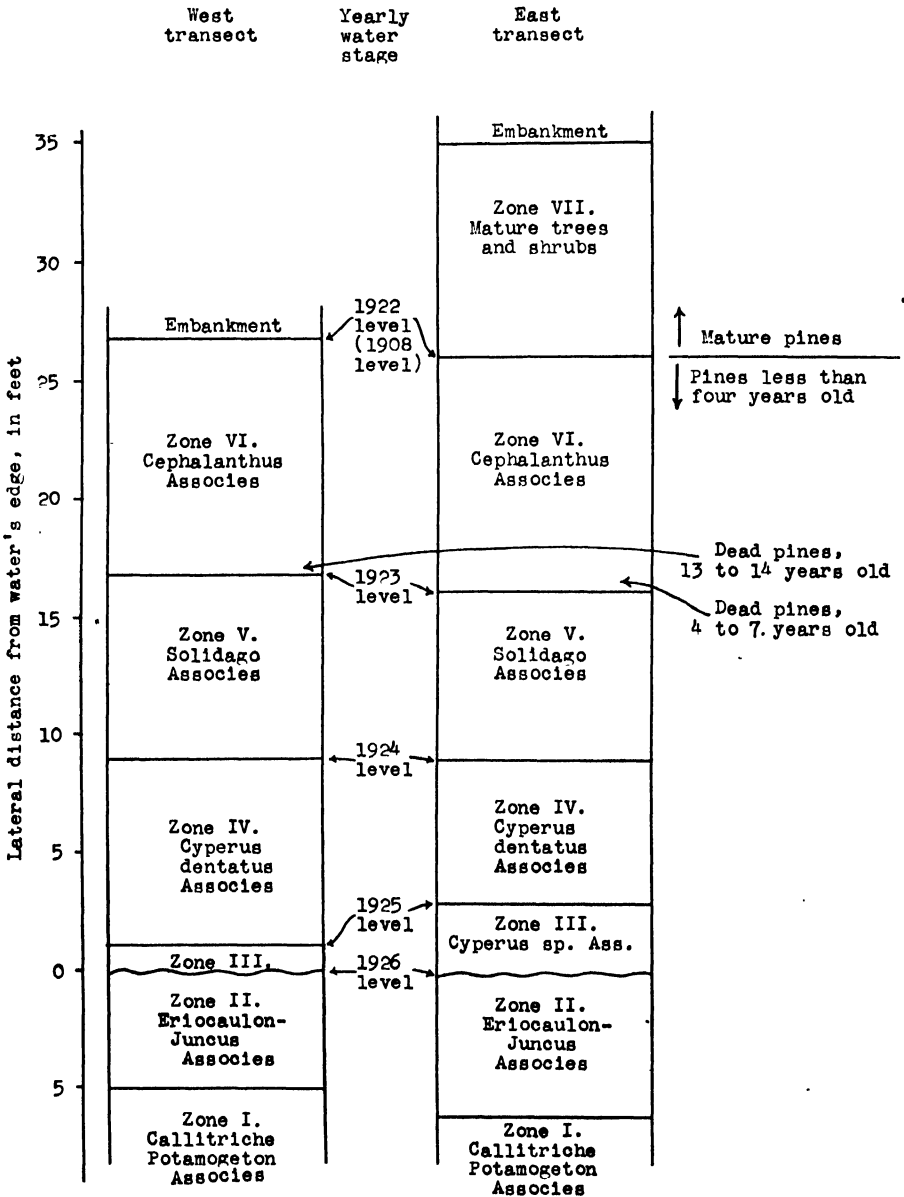 West
transect
Yearly
water
stage
East
transect
Lateral distance from water's edge, in feet
35
30
25
20
15
10
5
0
5
Embankment
Zone VI.
Cephalanthus
Associes
Zone V.
Solidago
Associes
Zone IV.
Cyperus
dentatus
Associes
Zone III.
Zone II.
Eriocaulon-
Juncus
Associes
Zone I.
Callitriche
Potamogeton
Associes
1922
level
(1908
level)
1923
level
1924
level
1925
level
1926
level
Embankment
Zone VII.
Mature trees
and shrubs
Zone VI.
Cephalanthus
Associes
Zone V.
Solidago
Associes
Zone IV.
Cyperus
dentatus
Associes
Zone III.
Cyperus sp. Ass.
Zone II.
Eriocaulon-
Juncus
Associes
Zone I.
Callitriche
Potamogeton
Associes
Mature pines
Pines less than
four years old
Dead pines,
13 to 14 years old
Dead pines,
4 to 7. years old